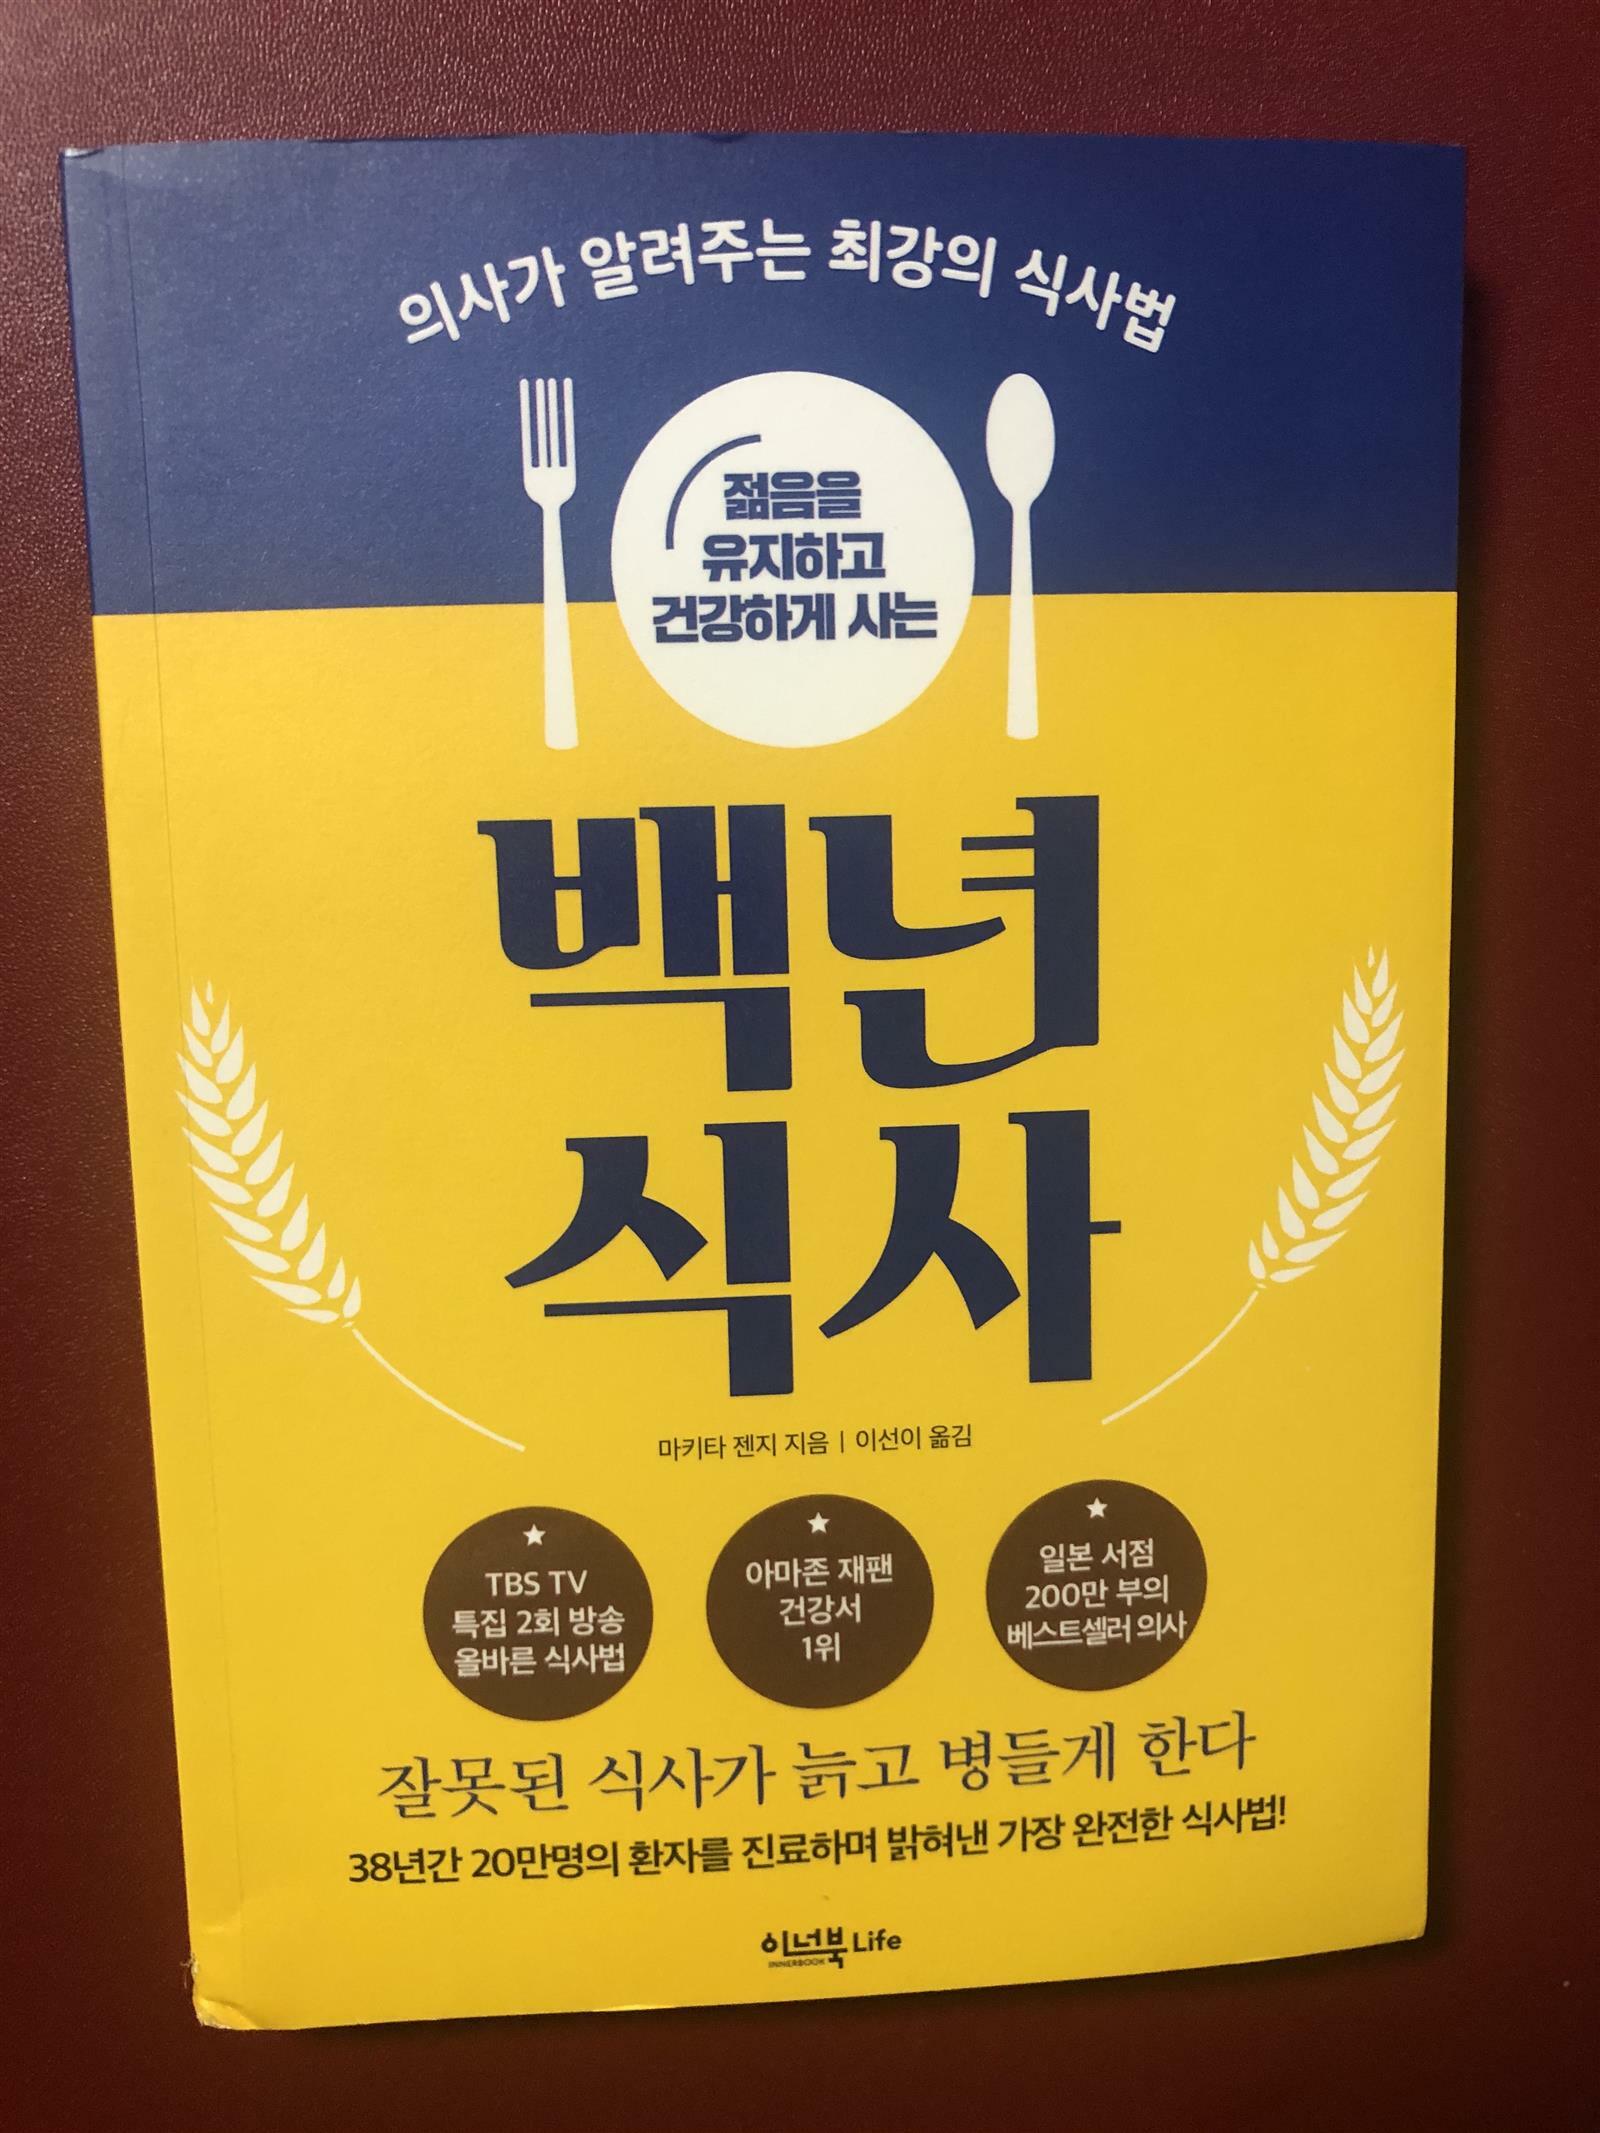 의사가 알려주는 최강의 식사법
젊음을
유지하고
건강하게 사는
백년
식사
마키타 젠지 지음 | 이선이 옮김
TBS TV
특집 2회 방송
올바른 식사법
아마존 재팬
건강서
1위
일본 서점
200만 부의
베스트셀러 의사
잘못된 식사가 늙고 병들게 한다
38년간 20만명의 환자를 진료하며 밝혀낸 가장 완전한 식사법!
이너북 Life
INNERBOOK